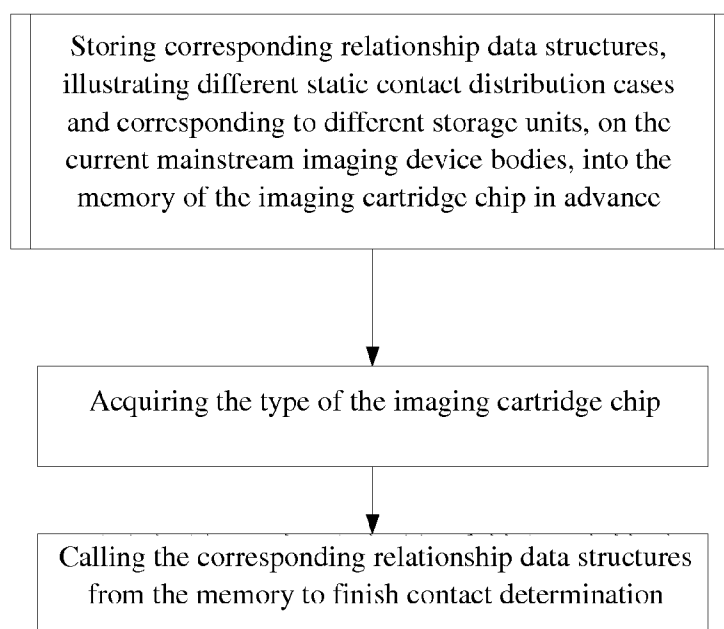 Storing corresponding relationship data structures,
illustrating different static contact distribution cases
and corresponding to different storage units, on the
current mainstream imaging device bodies, into the
memory of the imaging cartridge chip in advance
Acquiring the type of the imaging cartridge chip
Calling the corresponding relationship data structures
from the memory to finish contact determination